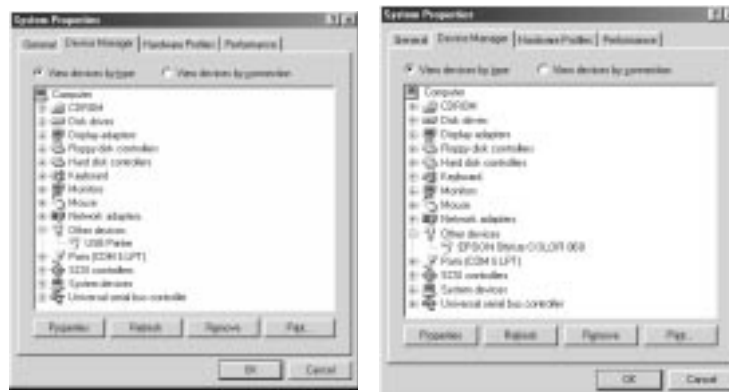 System Properties
General Device Manager Hardware Profiles Performance
View devices by type View devices by connection
Computer
CDROM
Disk drives
Display adapters
Floppy disk controllers
Hard disk controllers
Keyboard
Monitors
Mouse
Network adapters
Other devices
USB Printer
Ports (COM & LPT)
SCSI controllers
System devices
Universal serial bus controller
Properties Refresh Remove Print...
OK Cancel
System Properties
General Device Manager Hardware Profiles Performance
View devices by type View devices by connection
Computer
CDROM
Disk drives
Display adapters
Floppy disk controllers
Hard disk controllers
Keyboard
Monitors
Mouse
Network adapters
Other devices
EPSON Stylus COLOR
Ports (COM & LPT)
SCSI controllers
System devices
Universal serial bus controller
Properties Refresh Remove Print...
OK Cancel